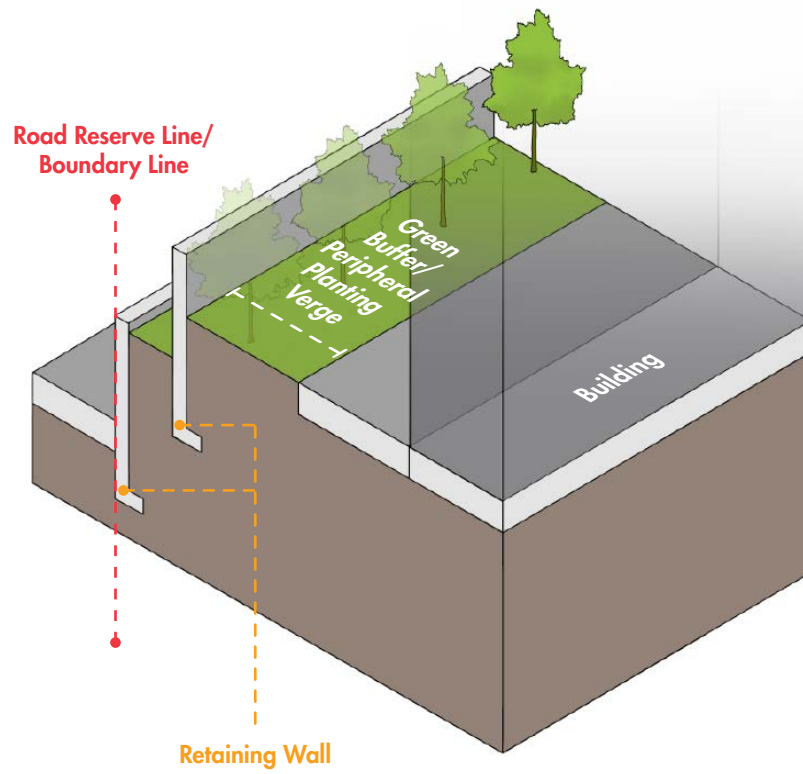 Road Reserve Line/
Boundary Line
Green
Buffer/
Peripheral
Planting
Verge
Building
Retaining Wall